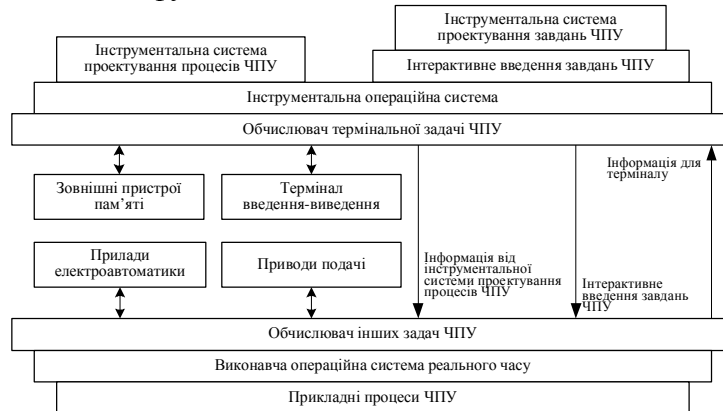 Інструментальна система
проектування процесів ЧПУ
Інструментальна система
проектування завдань ЧПУ
Інтерактивне введення завдань ЧПУ
Інструментальна операційна система
Обчислювач термінальної задачі ЧПУ
Зовнішні пристрої
пам’яті
Термінал
введення-виведення
Інформація для
терміналу
Прилади
електроавтоматики
Приводи подачі
Інформація від
інструментальної
системи проектування
процесів ЧПУ
Інтерактивне
введення завдань
ЧПУ
Обчислювач інших задач ЧПУ
Виконавча операційна система реального часу
Прикладні процеси ЧПУ